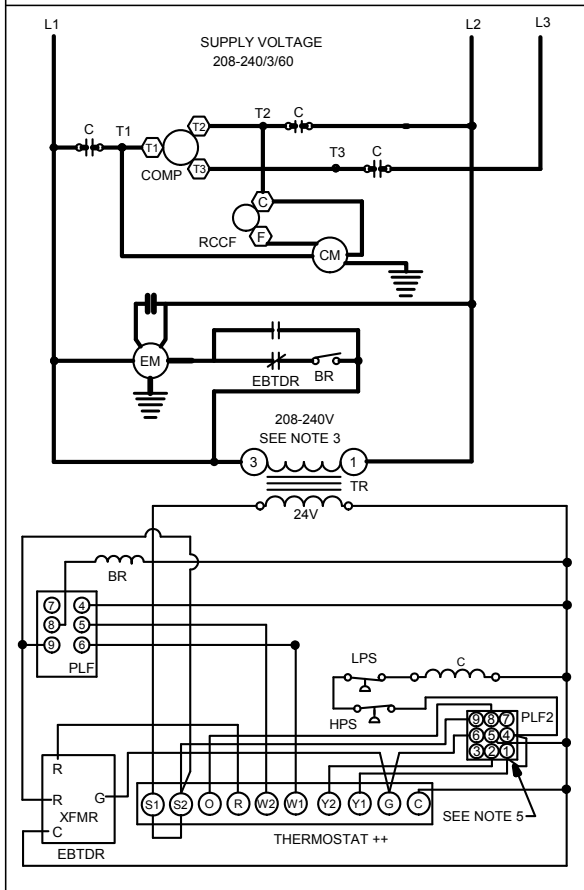 L1
L2
L3
SUPPLY VOLTAGE
208-240/3/60
C
T1
T1
T2
T3
COMP
T2
C
T3
C
C
F
RCCF
CM
EM
EBTDR
BR
208-240V
SEE NOTE 3
3
1
TR
24V
BR
7 4
8 5
9 6
PLF
LPS
C
HPS
9 8 7
6 5 4
3 2 1
PLF2
SEE NOTE 5
R
R
G
XFMR
C
EBTDR
S1 S2 O R W2 W1 Y2 Y1 G C
THERMOSTAT ++